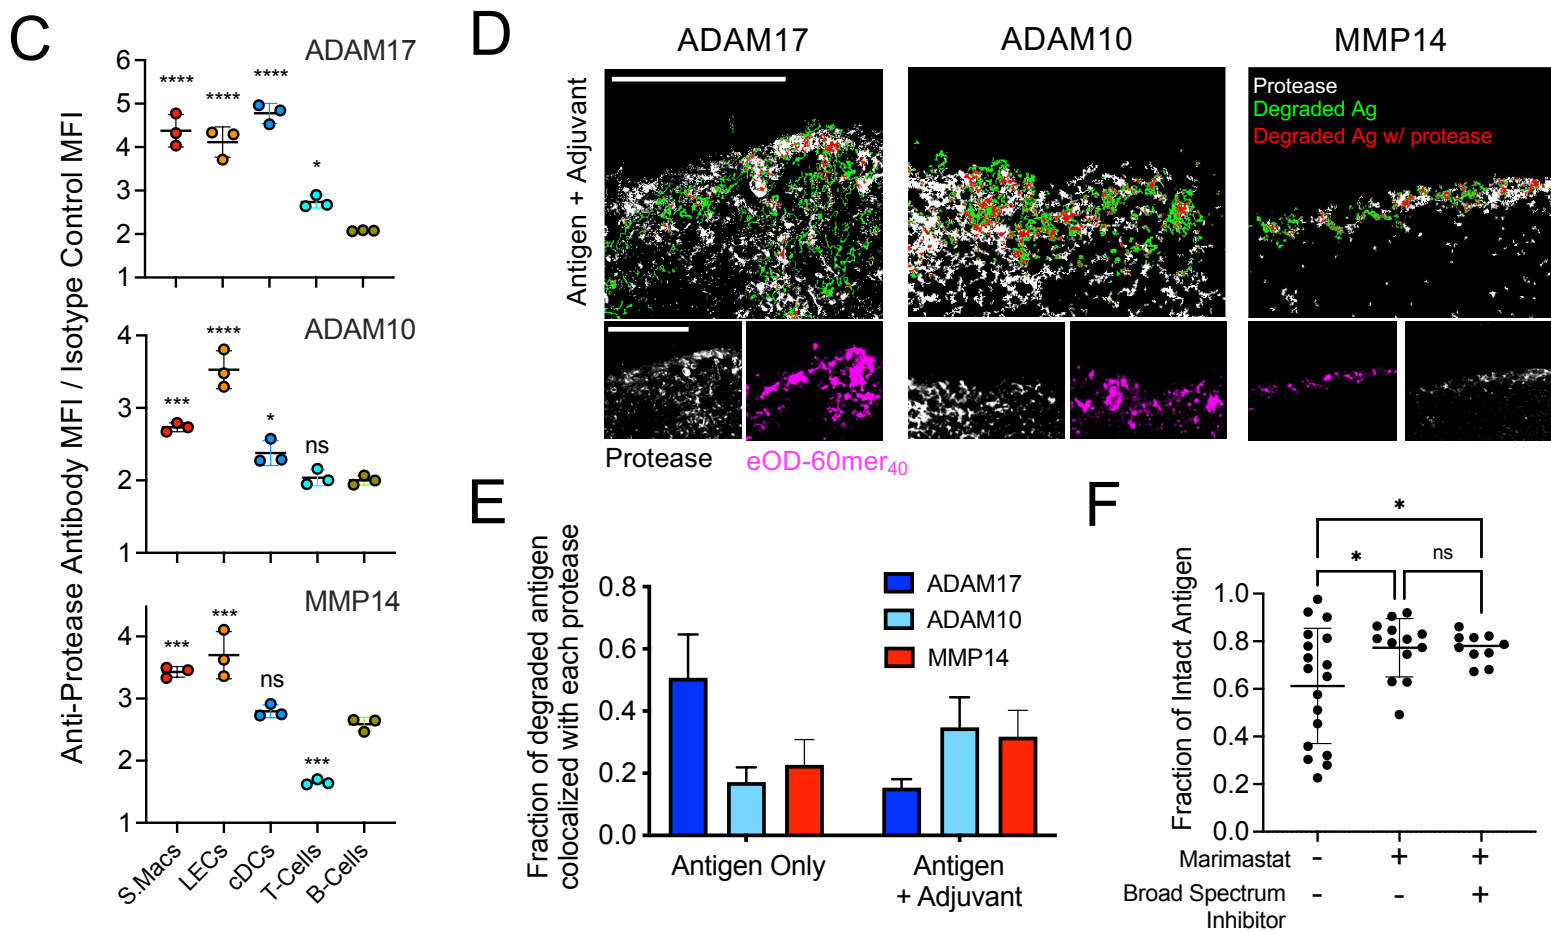 C
Anti-Protease Antibody MFI / Isotype Control MFI
ADAM17
6
5
4
3
2
1
****
****
****
*
ADAM10
4
3
2
1
***
****
*
ns
MMP14
4
3
2
1
***
***
ns
***
S.Macs
LECs
cDCs
T-Cells
B-Cells
D
ADAM17
ADAM10
MMP14
Antigen + Adjuvant
Protease
Degraded Ag
Degraded Ag w/ protease
Protease
eOD-60mer40
E
Fraction of degraded antigen
colocalized with each protease
0.8
0.6
0.4
0.2
0.0
ADAM17
ADAM10
MMP14
Antigen Only
Antigen
+ Adjuvant
F
Fraction of Intact Antigen
1.0
0.8
0.6
0.4
0.2
0.0
*
*
ns
Marimastat - + +
Broad Spectrum - - +
Inhibitor